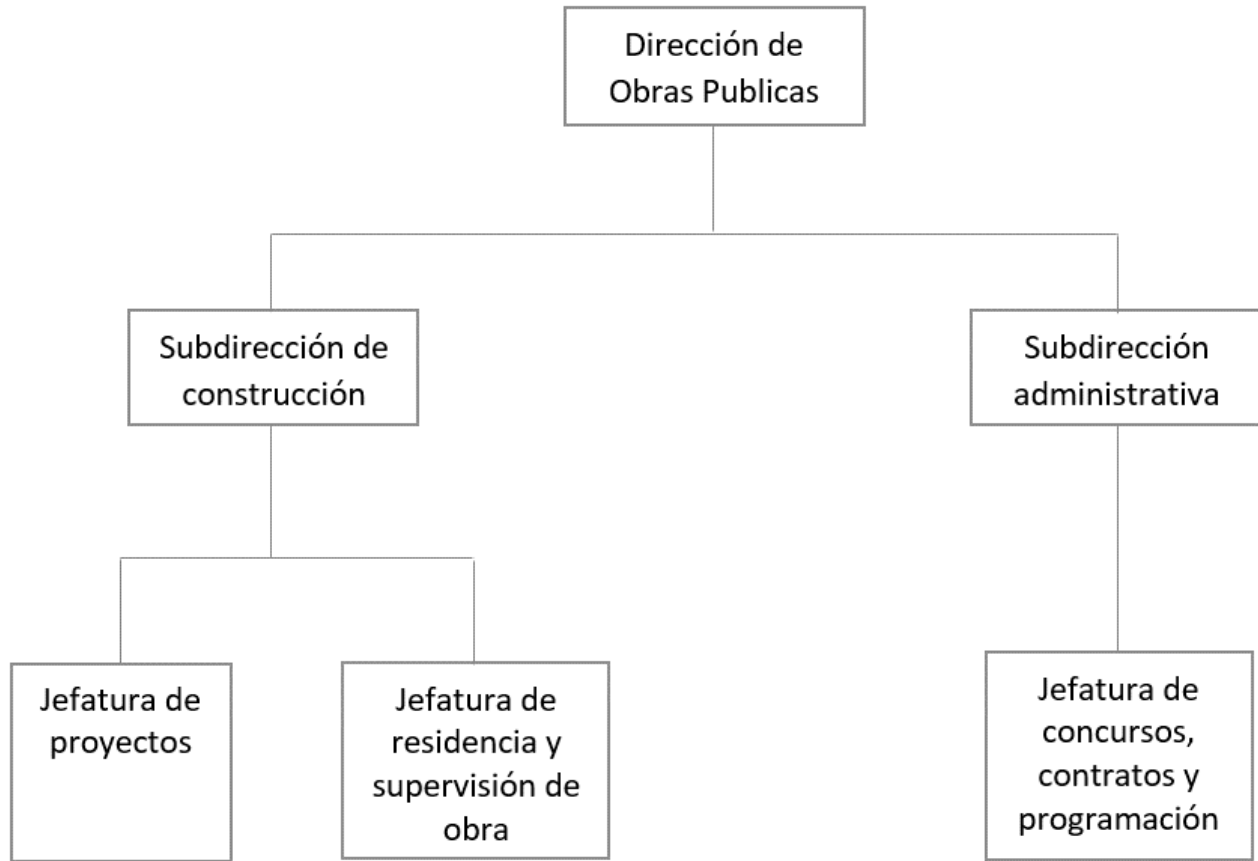 Dirección de
Obras Publicas
Subdirección de
construcción
Subdirección
administrativa
Jefatura de
proyectos
Jefatura de
residencia y
supervisión de
obra
Jefatura de
concursos,
contratos y
programación